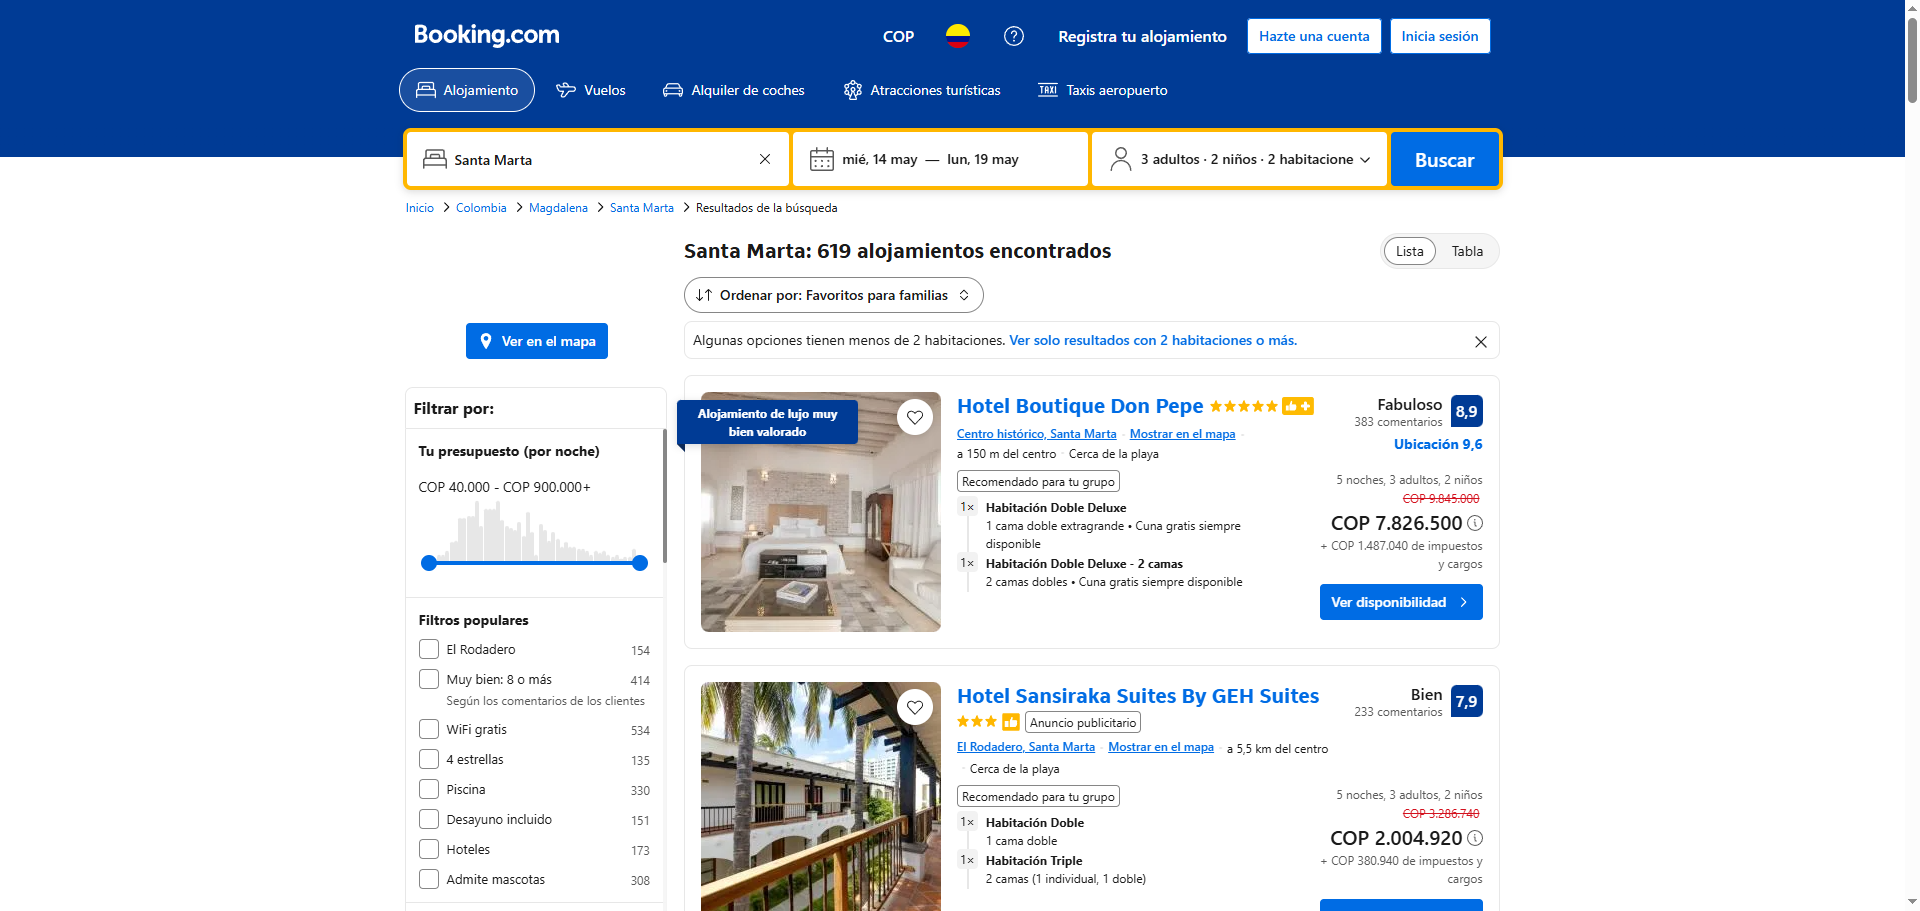 Booking.com
COP
Registra tu alojamiento
Hazte una cuenta
Inicia sesión
Alojamiento
Vuelos
Alquiler de coches
Atracciones turísticas
TAXI Taxis aeropuerto
Santa Marta
mié, 14 may — lun, 19 may
3 adultos · 2 niños · 2 habitacione
Buscar
Inicio > Colombia > Magdalena > Santa Marta > Resultados de la búsqueda
Santa Marta: 619 alojamientos encontrados
Lista
Tabla
Ordenar por: Favoritos para familias
Ver en el mapa
Algunas opciones tienen menos de 2 habitaciones. Ver solo resultados con 2 habitaciones o más.
Filtrar por:
Tu presupuesto (por noche)
COP 40.000 - COP 900.000+
Filtros populares
El Rodadero 154
Muy bien: 8 o más 414
Según los comentarios de los clientes
WiFi gratis 534
4 estrellas 135
Piscina 330
Desayuno incluido 151
Hoteles 173
Admite mascotas 308
Alojamiento de lujo muy
bien valorado
Hotel Boutique Don Pepe
Centro histórico, Santa Marta · Mostrar en el mapa ·
a 150 m del centro · Cerca de la playa
Recomendado para tu grupo
1× Habitación Doble Deluxe
1 cama doble extragrande • Cuna gratis siempre
disponible
1× Habitación Doble Deluxe - 2 camas
2 camas dobles • Cuna gratis siempre disponible
Fabuloso 8,9
383 comentarios
Ubicación 9,6
5 noches, 3 adultos, 2 niños
COP 9.845.000
COP 7.826.500
+ COP 1.487.040 de impuestos
y cargos
Ver disponibilidad
Hotel Sansiraka Suites By GEH Suites
Anuncio publicitario
El Rodadero, Santa Marta · Mostrar en el mapa · a 5,5 km del centro
· Cerca de la playa
Recomendado para tu grupo
1× Habitación Doble
1 cama doble
1× Habitación Triple
2 camas (1 individual, 1 doble)
Bien 7,9
233 comentarios
5 noches, 3 adultos, 2 niños
COP 3.286.740
COP 2.004.920
+ COP 380.940 de impuestos y
cargos